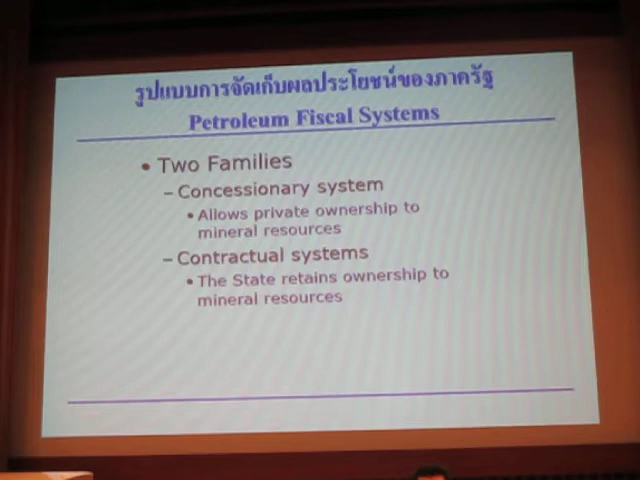 รูปแบบการจัดเก็บผลประโยชน์ของภาครัฐ
Petroleum Fiscal Systems
• Two Families
– Concessionary system
• Allows private ownership to
mineral resources
– Contractual systems
• The State retains ownership to
mineral resources